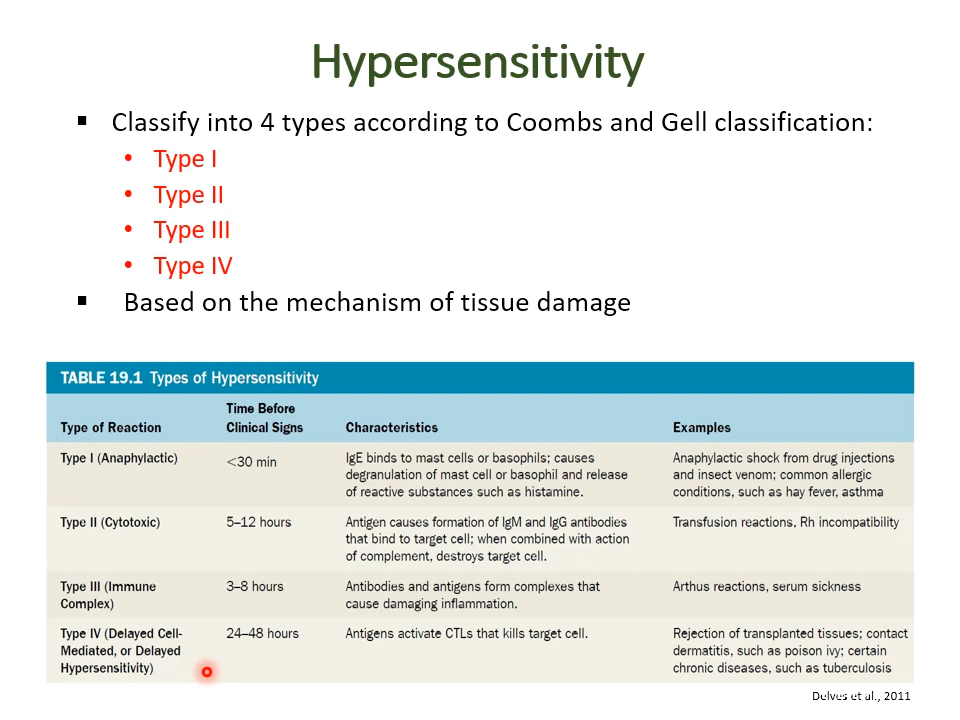 Hypersensitivity
▪ Classify into 4 types according to Coombs and Gell classification:
• Type I
• Type II
• Type III
• Type IV
▪ Based on the mechanism of tissue damage
TABLE 19.1 Types of Hypersensitivity
Time Before
Type of Reaction Clinical Signs Characteristics Examples
Type I (Anaphylactic) <30 min IgE binds to mast cells or basophils; causes Anaphylactic shock from drug injections
degranulation of mast cell or basophil and release and insect venom; common allergic
of reactive substances such as histamine. conditions, such as hay fever, asthma
Type II (Cytotoxic) 5–12 hours Antigen causes formation of IgM and IgG antibodies Transfusion reactions, Rh incompatibility
that bind to target cell; when combined with action
of complement, destroys target cell.
Type III (Immune 3–8 hours Antibodies and antigens form complexes that Arthus reactions, serum sickness
Complex) cause damaging inflammation.
Type IV (Delayed Cell- 24–48 hours Antigens activate CTLs that kills target cell. Rejection of transplanted tissues; contact
Mediated, or Delayed dermatitis, such as poison ivy; certain
Hypersensitivity) chronic diseases, such as tuberculosis
Delves et al., 2011